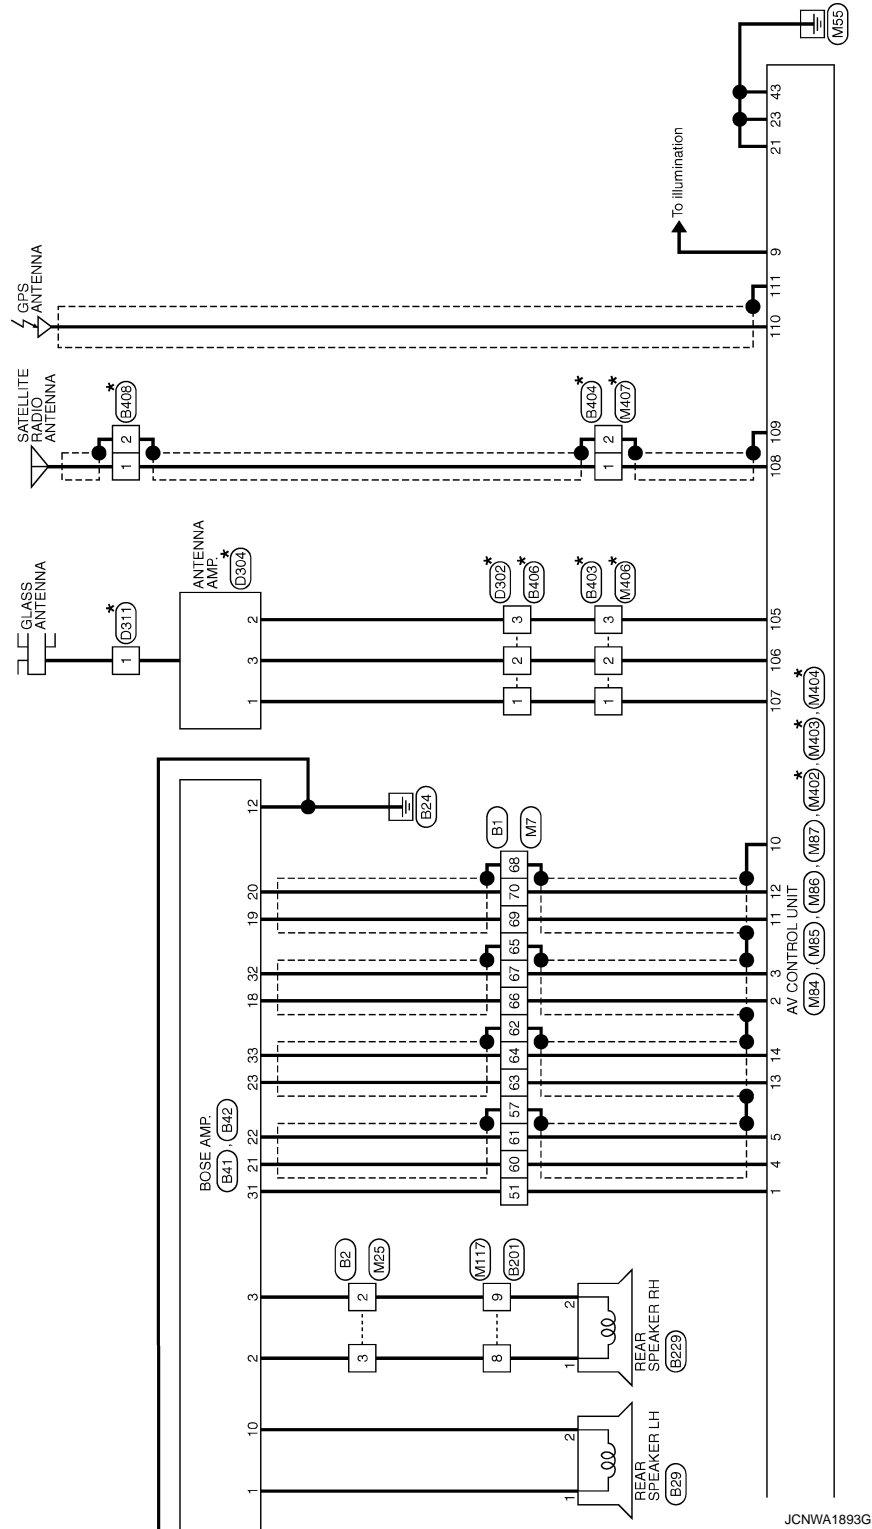 M55
43
23
21
To illumination
9
GPS
ANTENNA
111
110
SATELLITE
RADIO
ANTENNA
*
B408
2
1
*
B404
*
M407
2
1
109
108
GLASS
ANTENNA
*
D311
1
ANTENNA
AMP.
*
D304
2
3
1
*
D302
*
B406
3
2
1
*
B403
*
M406
3
2
1
105
106
107
12
B24
B1
M7
20
19
32
18
33
23
22
21
31
68
70
69
65
67
66
62
64
63
57
61
60
51
10
12
11
3
2
14
13
5
4
1
AV CONTROL UNIT
M84 , M85 , M86 , M87 , M402* , M403* , M404*
BOSE AMP.
B41 , B42
3
2
B2
M25
2
3
M117
B201
9
8
2
1
REAR
SPEAKER RH
B229
10
1
2
1
REAR
SPEAKER LH
B29
JCNWA1893G